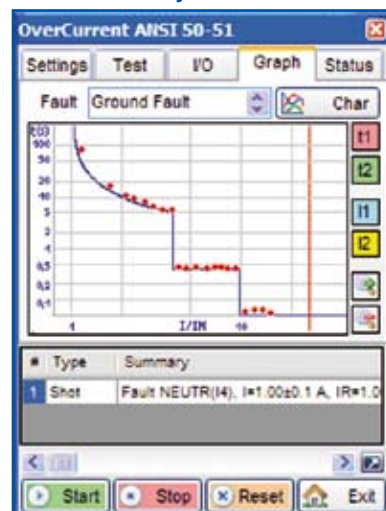 OverCurrent ANSI 50-51
Settings Test I/O Graph Status
Fault Ground Fault Char
t(s)
100
50
20
10
5
2
1
0,5
0,2
0,1
1 I/IN 10
t1
t2
I1
I2
# Type Summary
1 Shot Fault NEUTR(I4), I=1.00±0.1 A, IR=1.0
Start Stop Reset Exit